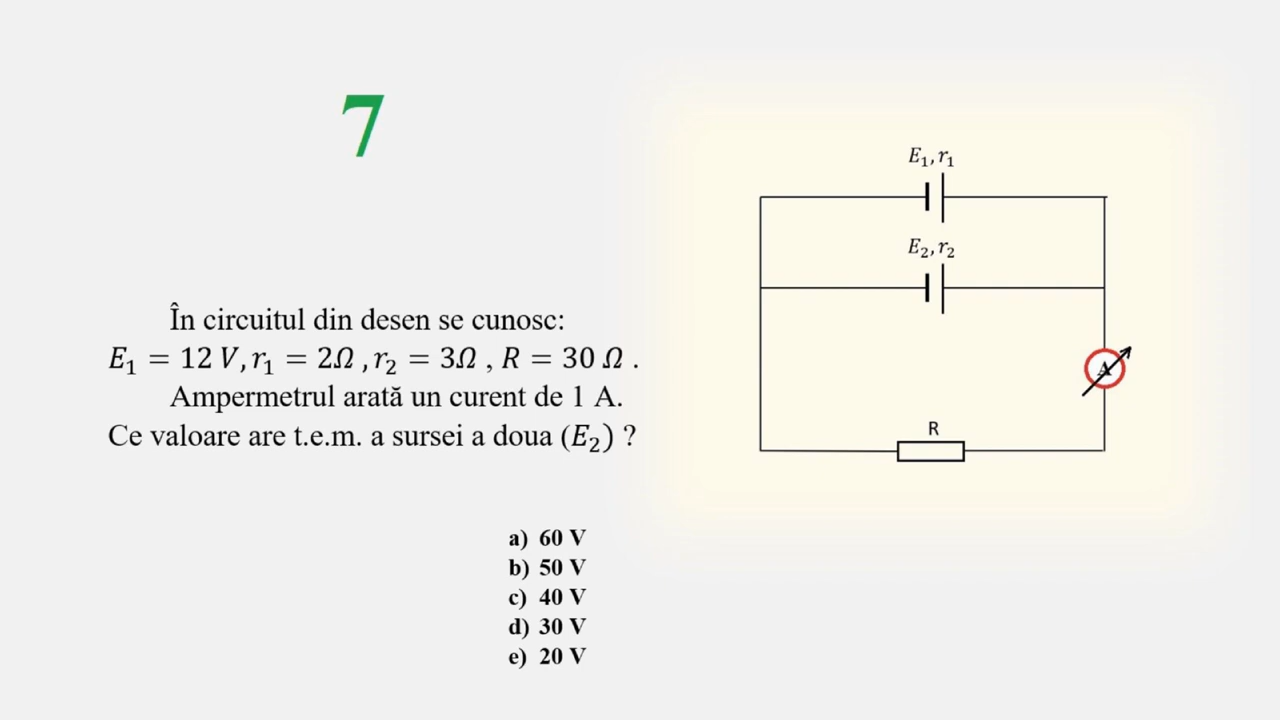 7
În circuitul din desen se cunosc:
E₁ = 12 V, r₁ = 2Ω , r₂ = 3Ω , R = 30 Ω .
Ampermetrul arată un curent de 1 A.
Ce valoare are t.e.m. a sursei a doua (E₂) ?
a) 60 V
b) 50 V
c) 40 V
d) 30 V
e) 20 V
E₁, r₁
E₂, r₂
A
R